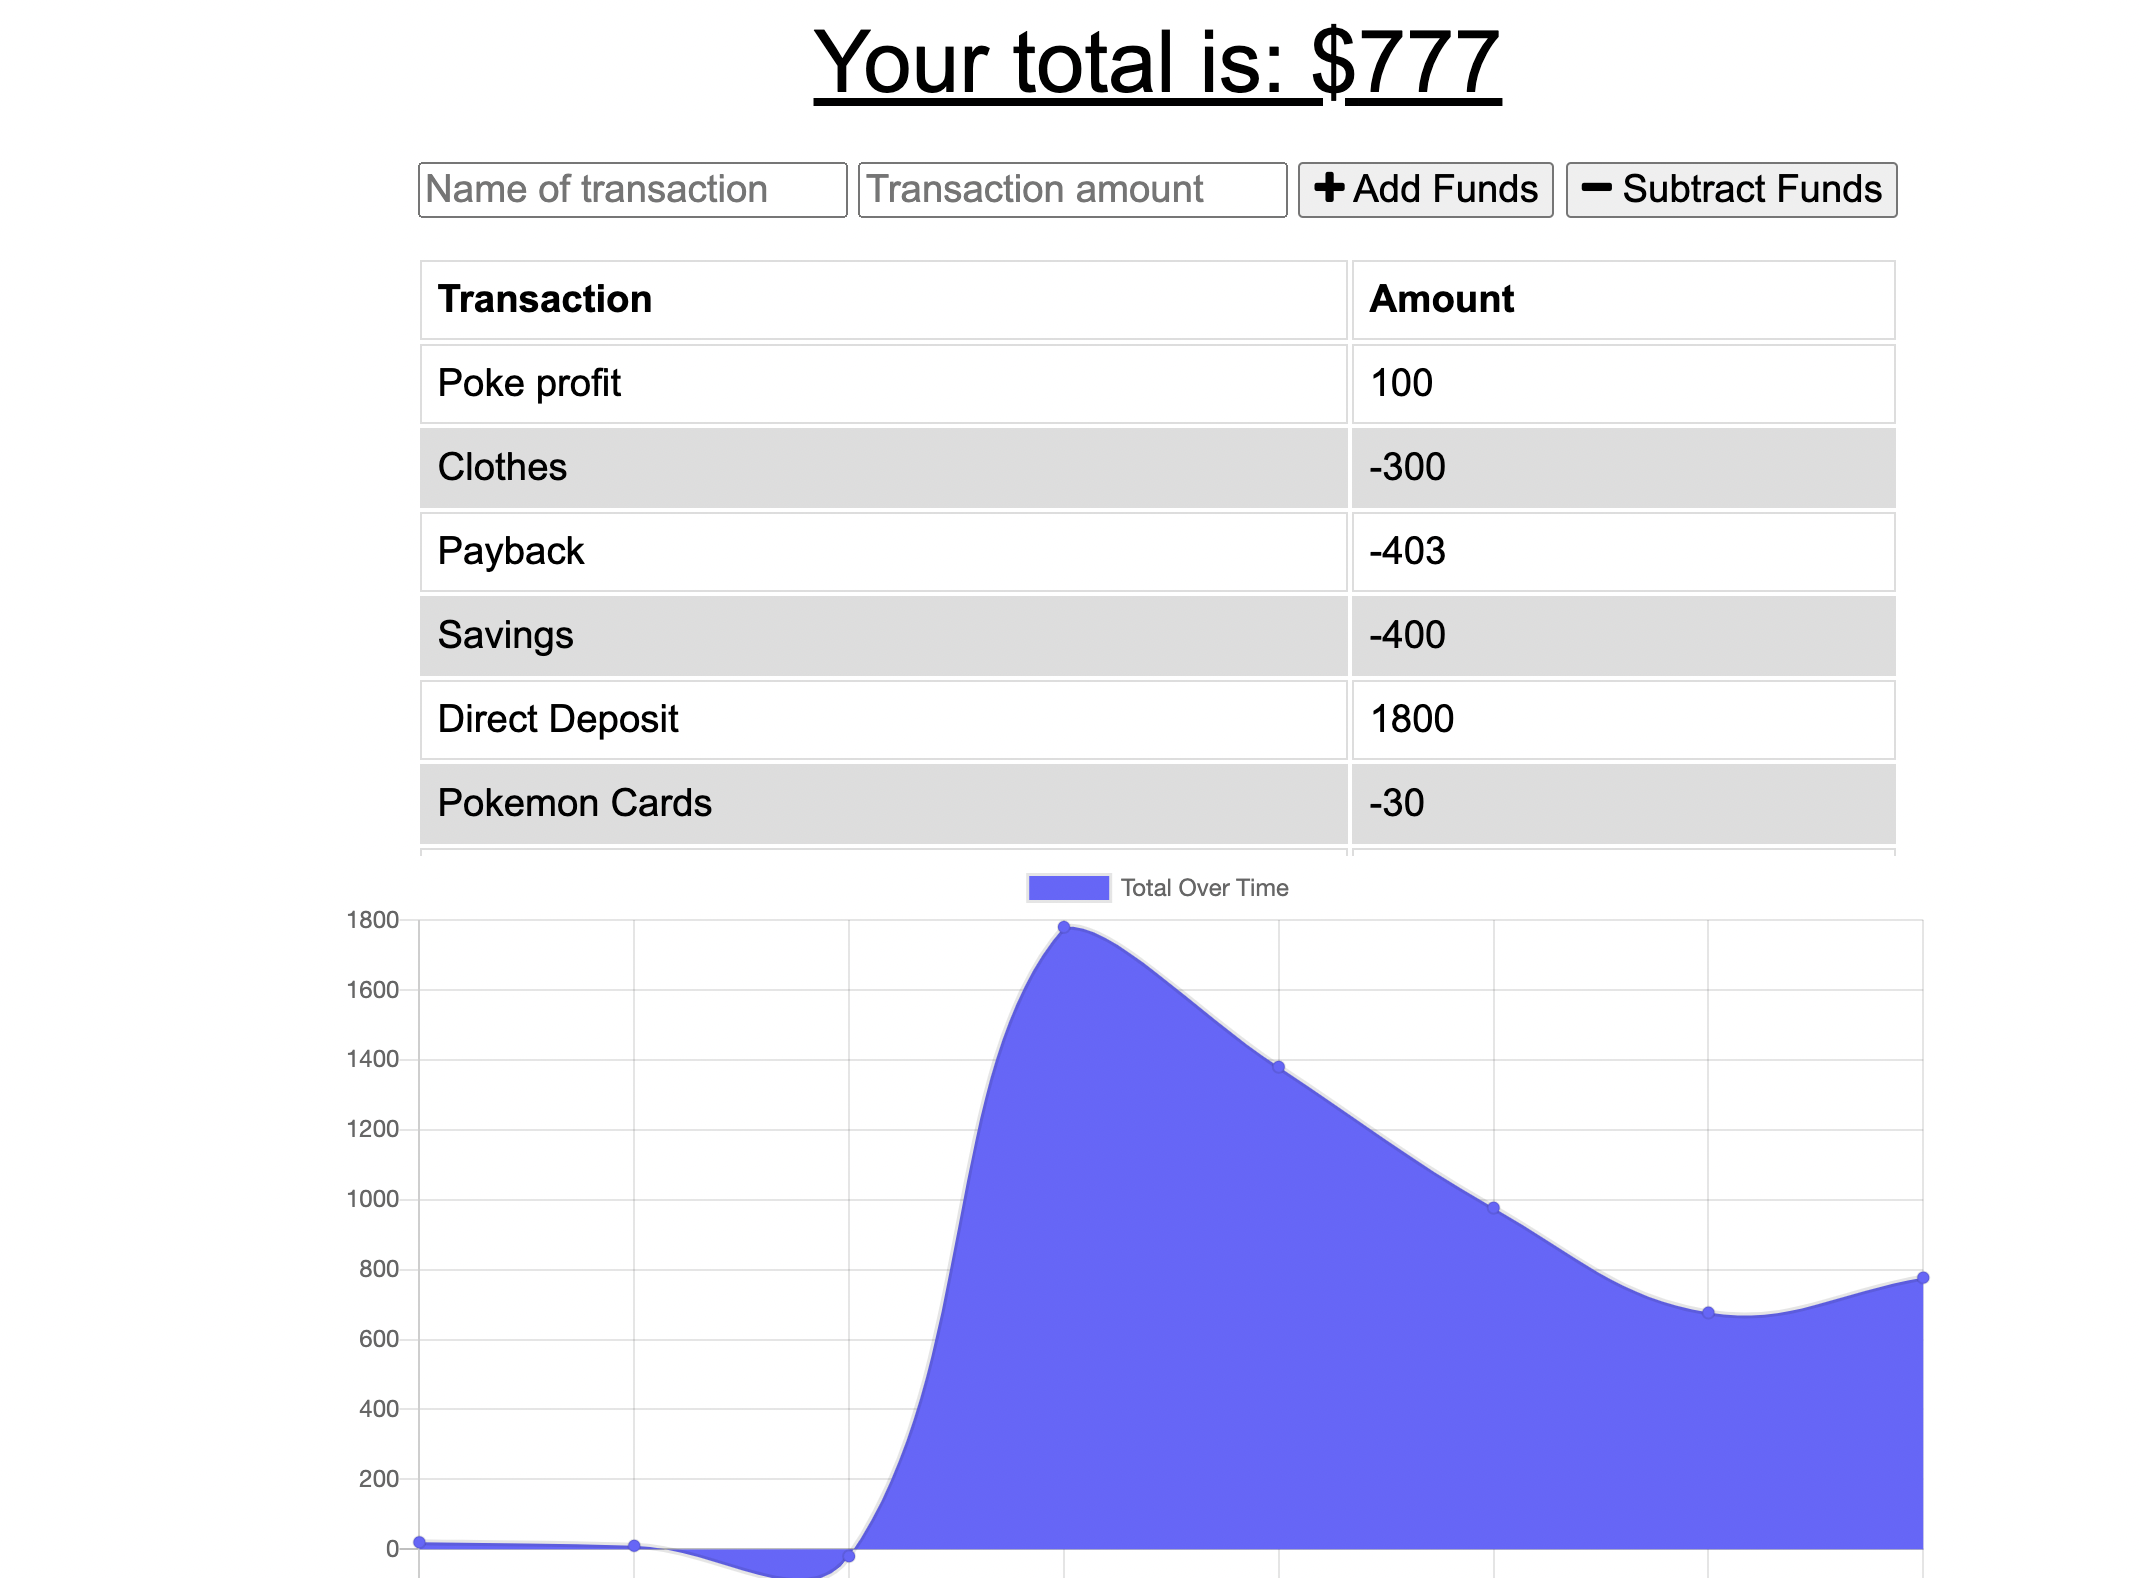 Your total is: $777
Name of transaction Transaction amount + Add Funds − Subtract Funds
Transaction Amount
Poke profit 100
Clothes -300
Payback -403
Savings -400
Direct Deposit 1800
Pokemon Cards -30
Total Over Time
1800
1600
1400
1200
1000
800
600
400
200
0